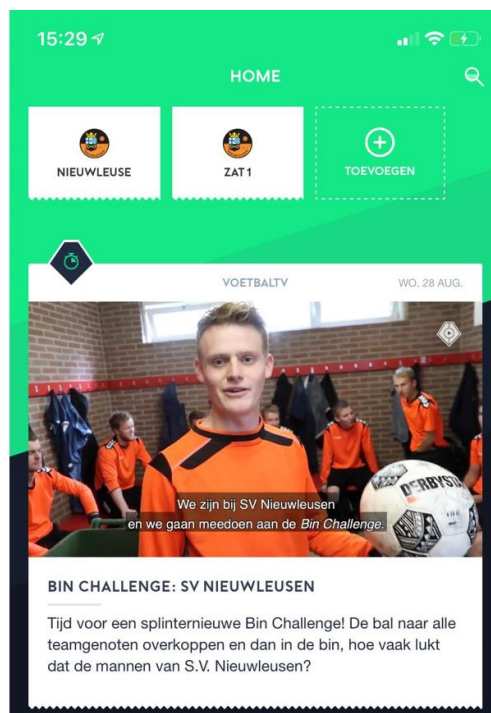 15:29
HOME
NIEUWLEUSE
ZAT 1
TOEVOEGEN
VOETBALTV
WO. 28 AUG.
DERBYSTA
We zijn bij SV Nieuwleusen
en we gaan meedoen aan de Bin Challenge.
BIN CHALLENGE: SV NIEUWLEUSEN
Tijd voor een splinternieuwe Bin Challenge! De bal naar alle
teamgenoten overkoppen en dan in de bin, hoe vaak lukt
dat de mannen van S.V. Nieuwleusen?